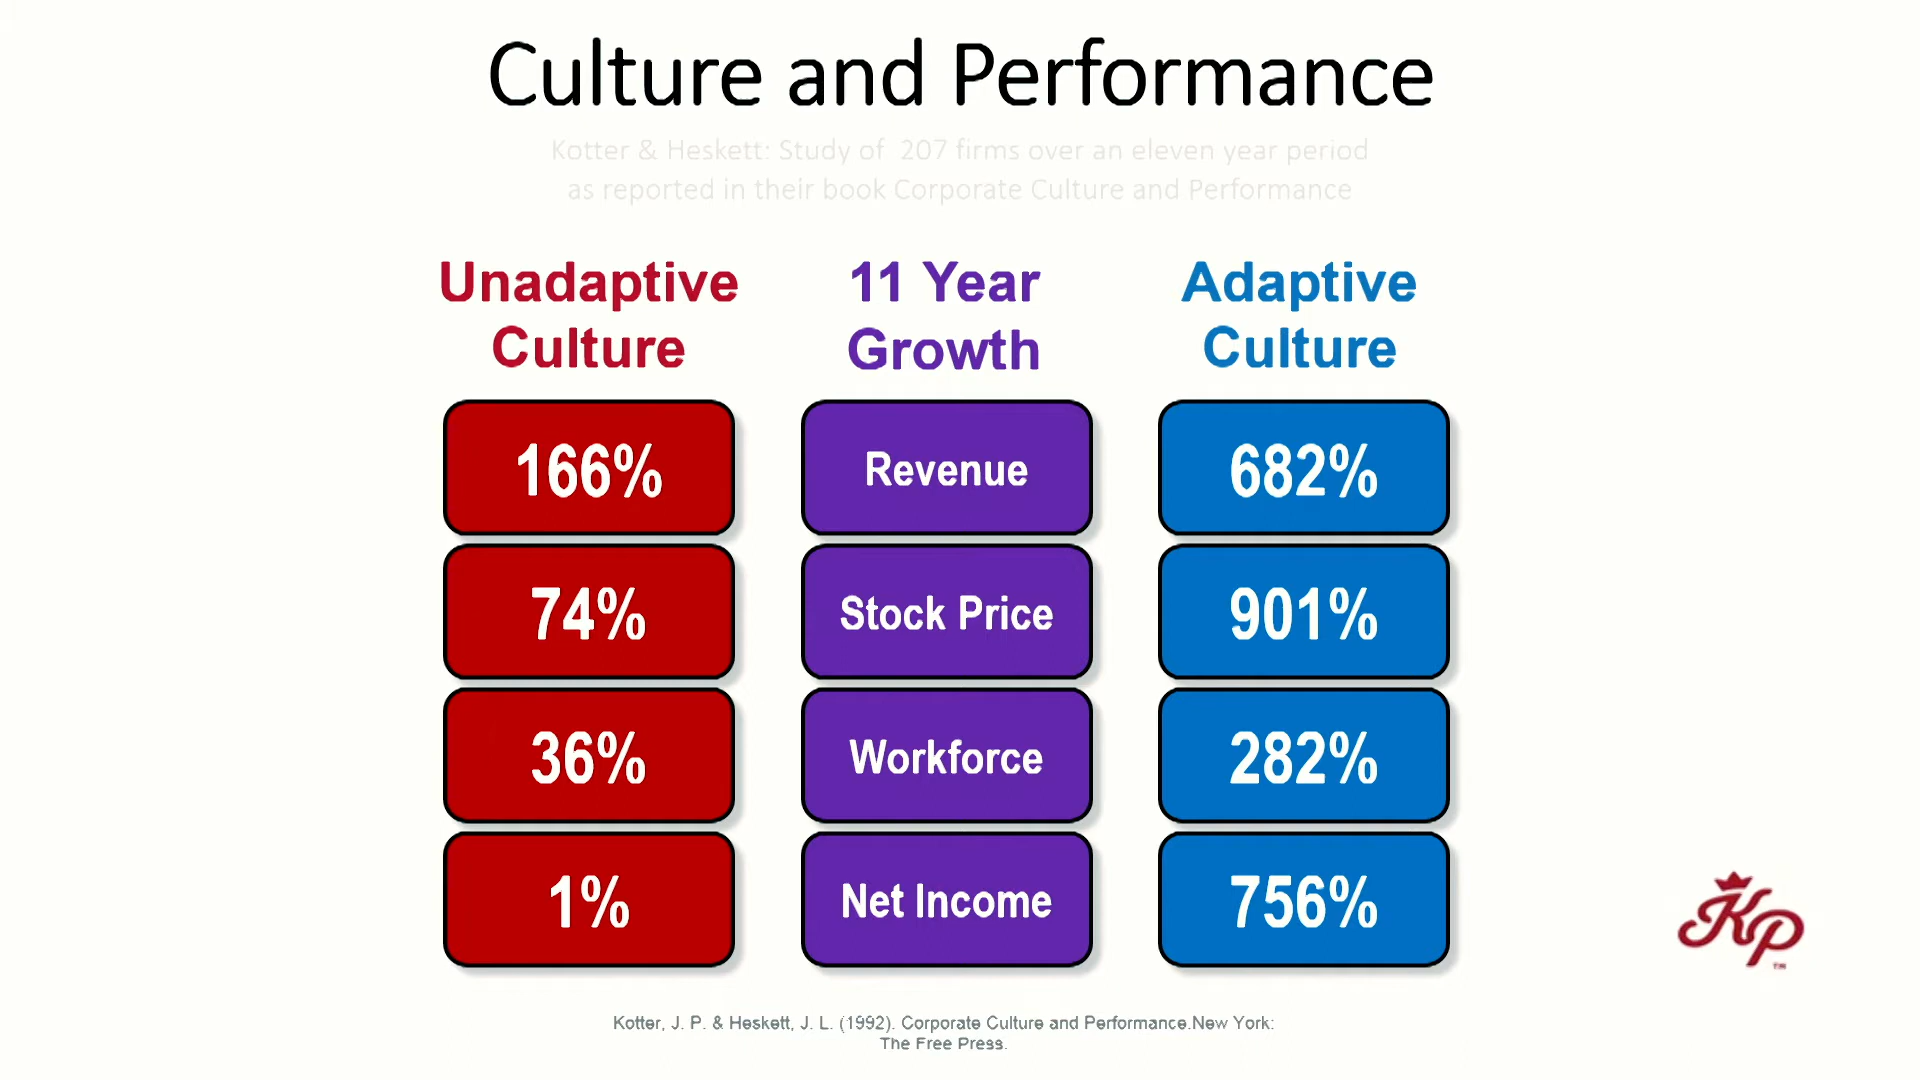 Culture and Performance
Kotter & Heskett: Study of 207 firms over an eleven year period
as reported in their book Corporate Culture and Performance
Unadaptive
Culture
11 Year
Growth
Adaptive
Culture
166%
Revenue
682%
74%
Stock Price
901%
36%
Workforce
282%
1%
Net Income
756%
KP
TM
Kotter, J. P. & Heskett, J. L. (1992). Corporate Culture and Performance.New York:
The Free Press.